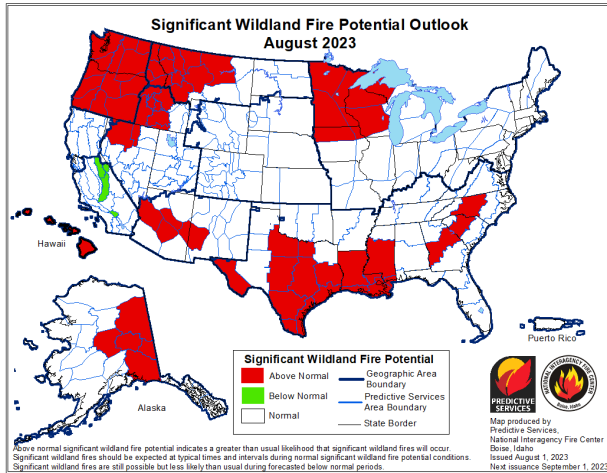 Significant Wildland Fire Potential Outlook
August 2023
Hawaii
Alaska
Puerto Rico
Significant Wildland Fire Potential
Above Normal
Below Normal
Normal
Geographic Area
Boundary
Predictive Services
Area Boundary
State Border
PREDICTIVE
SERVICES
NATIONAL INTERAGENCY FIRE CENTER
Boise, Idaho
Map produced by
Predictive Services,
National Interagency Fire Center
Boise, Idaho
Issued August 1, 2023
Next issuance September 1, 2023
Above normal significant wildland fire potential indicates a greater than usual likelihood that significant wildland fires will occur.
Significant wildland fires should be expected at typical times and intervals during normal significant wildland fire potential conditions.
Significant wildland fires are still possible but less likely than usual during forecasted below normal periods.